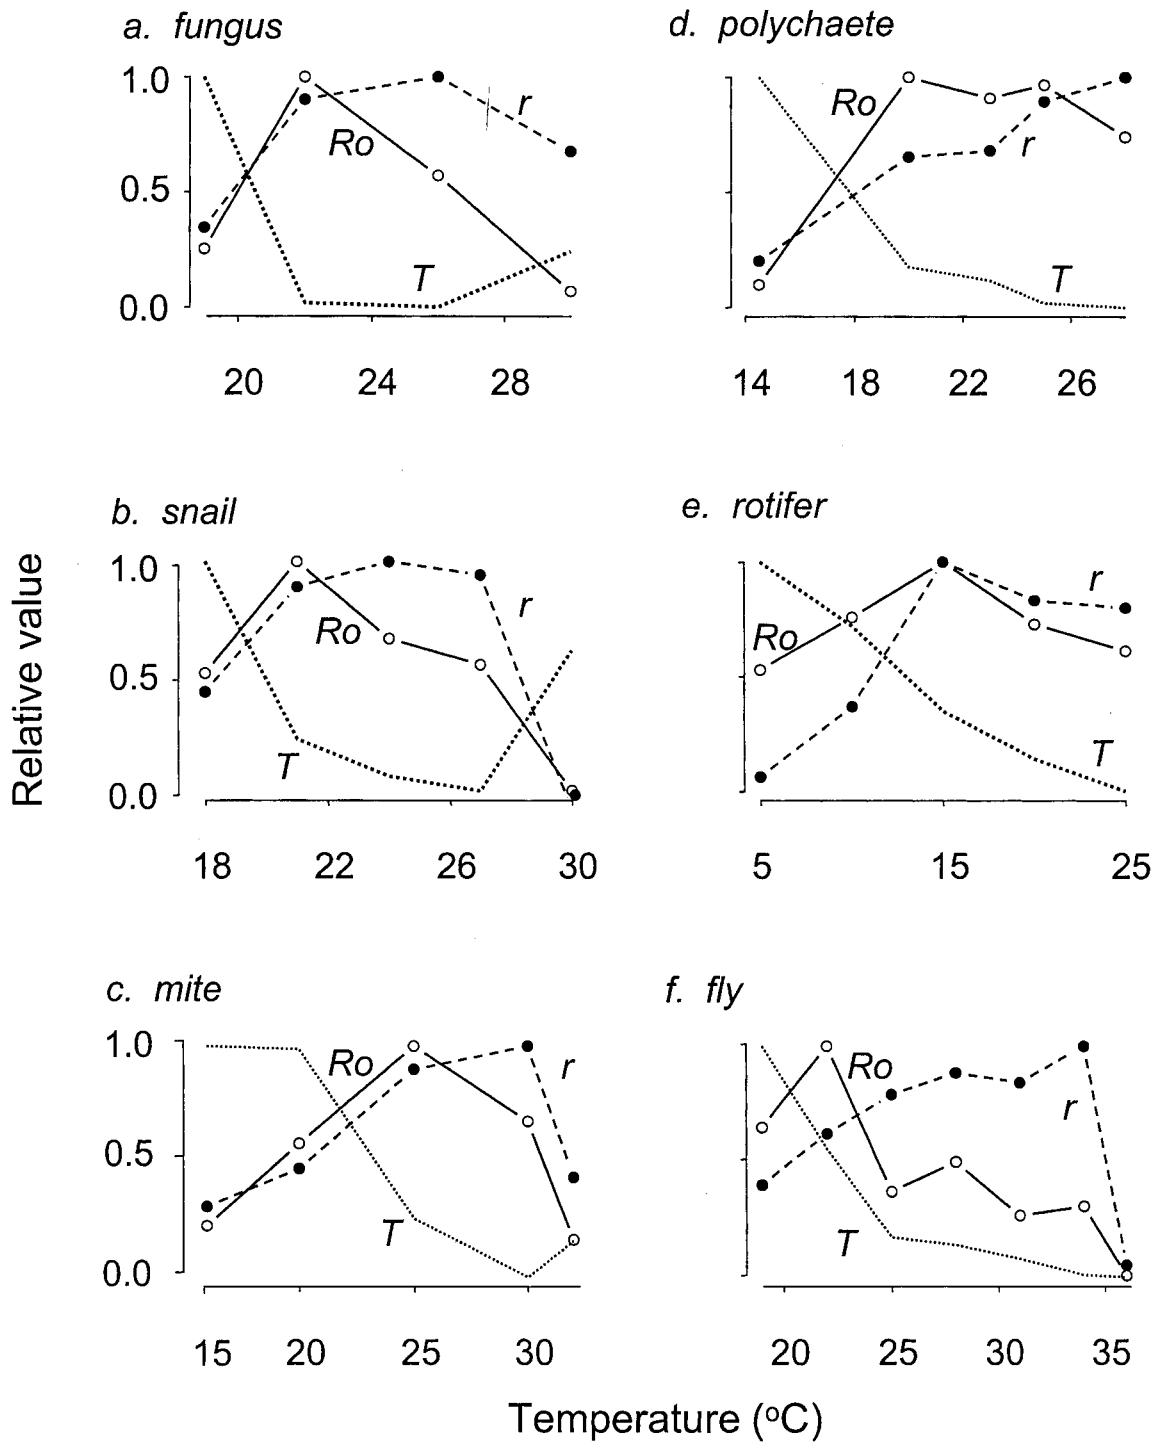 a. fungus
1.0
0.5
0.0
Ro
r
T
20 24 28
d. polychaete
Ro
r
T
14 18 22 26
b. snail
1.0
0.5
0.0
Ro
r
T
18 22 26 30
e. rotifer
Ro
r
T
5 15 25
c. mite
1.0
0.5
0.0
Ro
r
T
15 20 25 30
f. fly
Ro
r
T
20 25 30 35
Relative value
Temperature (°C)